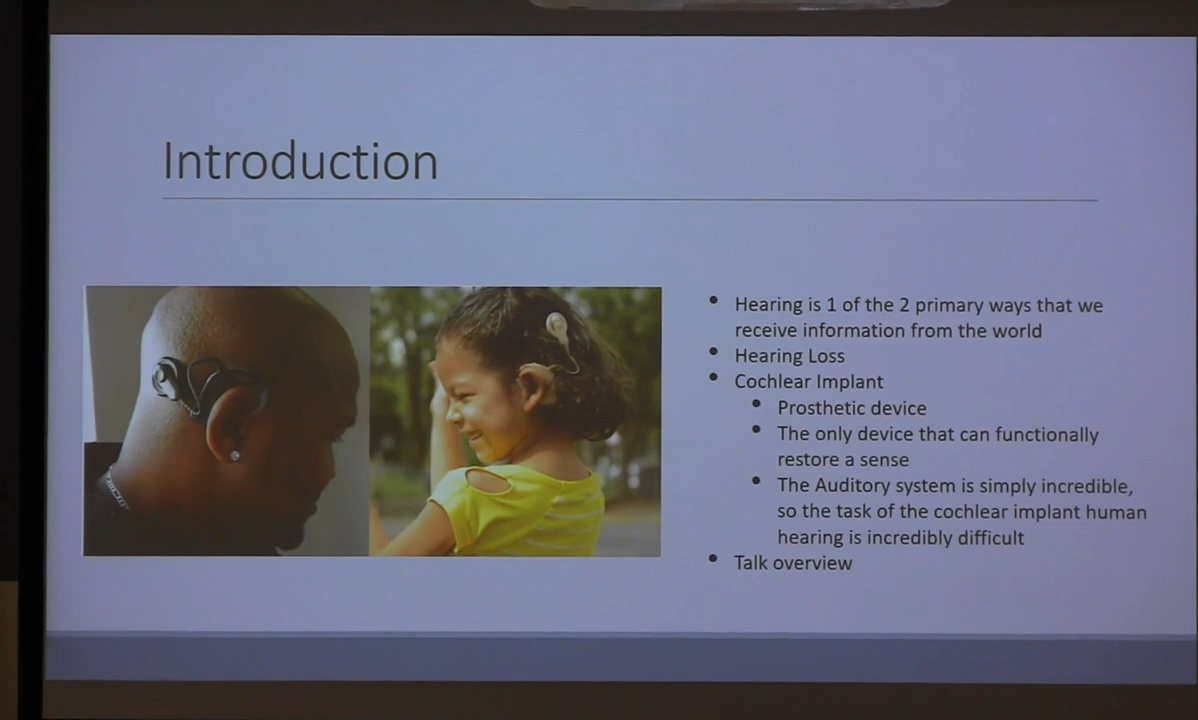 Introduction
• Hearing is 1 of the 2 primary ways that we
receive information from the world
• Hearing Loss
• Cochlear Implant
• Prosthetic device
• The only device that can functionally
restore a sense
• The Auditory system is simply incredible,
so the task of the cochlear implant human
hearing is incredibly difficult
• Talk overview